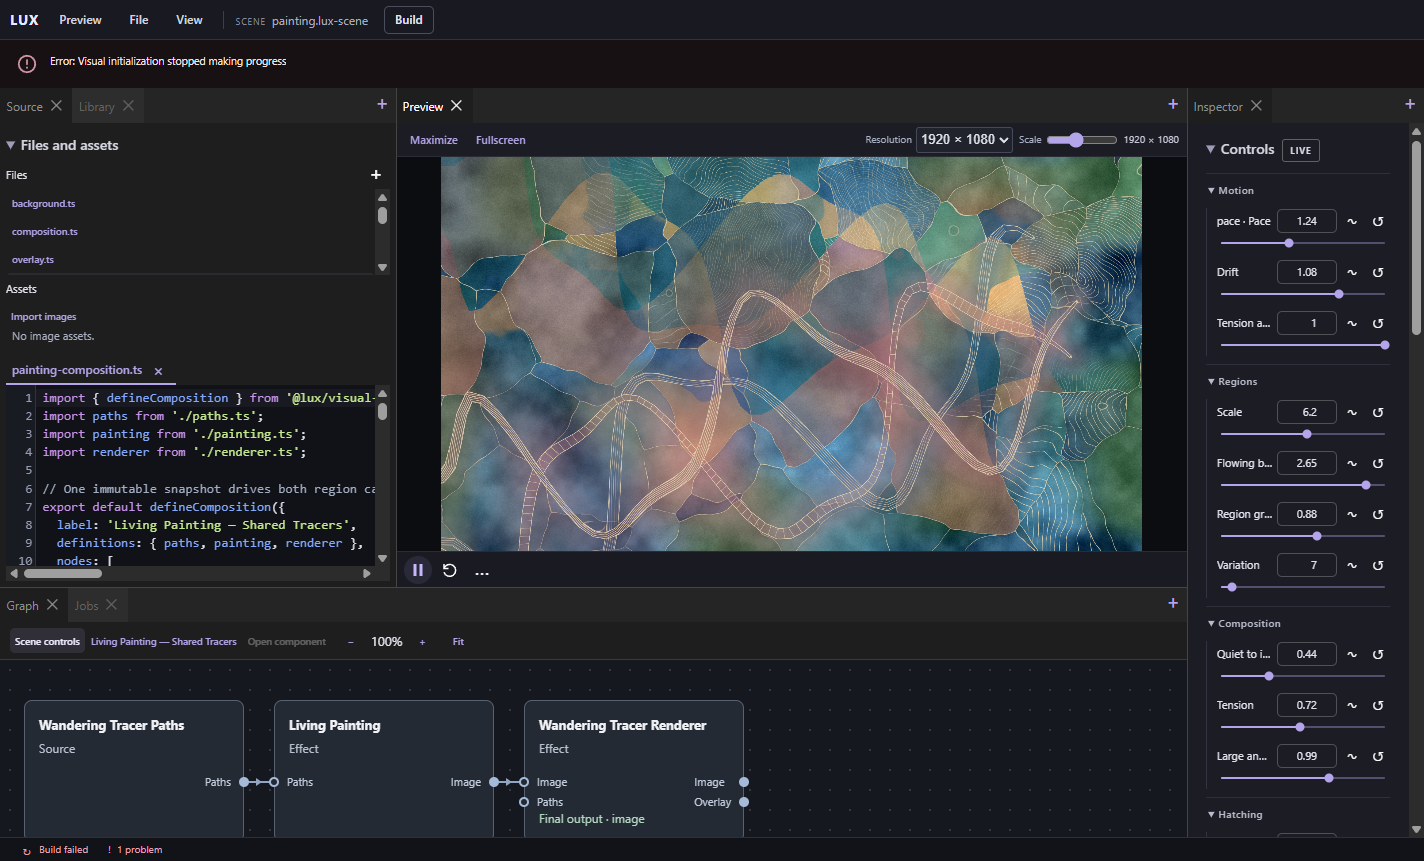 LUX Preview File View SCENE painting.lux-scene Build
Error: Visual initialization stopped making progress
Source Library
Files and assets
Files
background.ts
composition.ts
overlay.ts
Assets
Import images
No image assets.
painting-composition.ts
1 import { defineComposition } from '@lux/visual-
2 import paths from './paths.ts';
3 import painting from './painting.ts';
4 import renderer from './renderer.ts';
5
6 // One immutable snapshot drives both region ca
7 export default defineComposition({
8 label: 'Living Painting — Shared Tracers',
9 definitions: { paths, painting, renderer },
10 nodes: [
Preview
Maximize Fullscreen Resolution 1920 × 1080 Scale 1920 × 1080
...
Graph Jobs
Scene controls Living Painting — Shared Tracers Open component − 100% + Fit
Wandering Tracer Paths
Source
Paths
Living Painting
Effect
Paths Image
Wandering Tracer Renderer
Effect
Image Image
Paths Overlay
Final output · image
Inspector
Controls LIVE
Motion
pace · Pace 1.24
Drift 1.08
Tension a... 1
Regions
Scale 6.2
Flowing b... 2.65
Region gr... 0.88
Variation 7
Composition
Quiet to i... 0.44
Tension 0.72
Large an... 0.99
Hatching
Build failed ! 1 problem